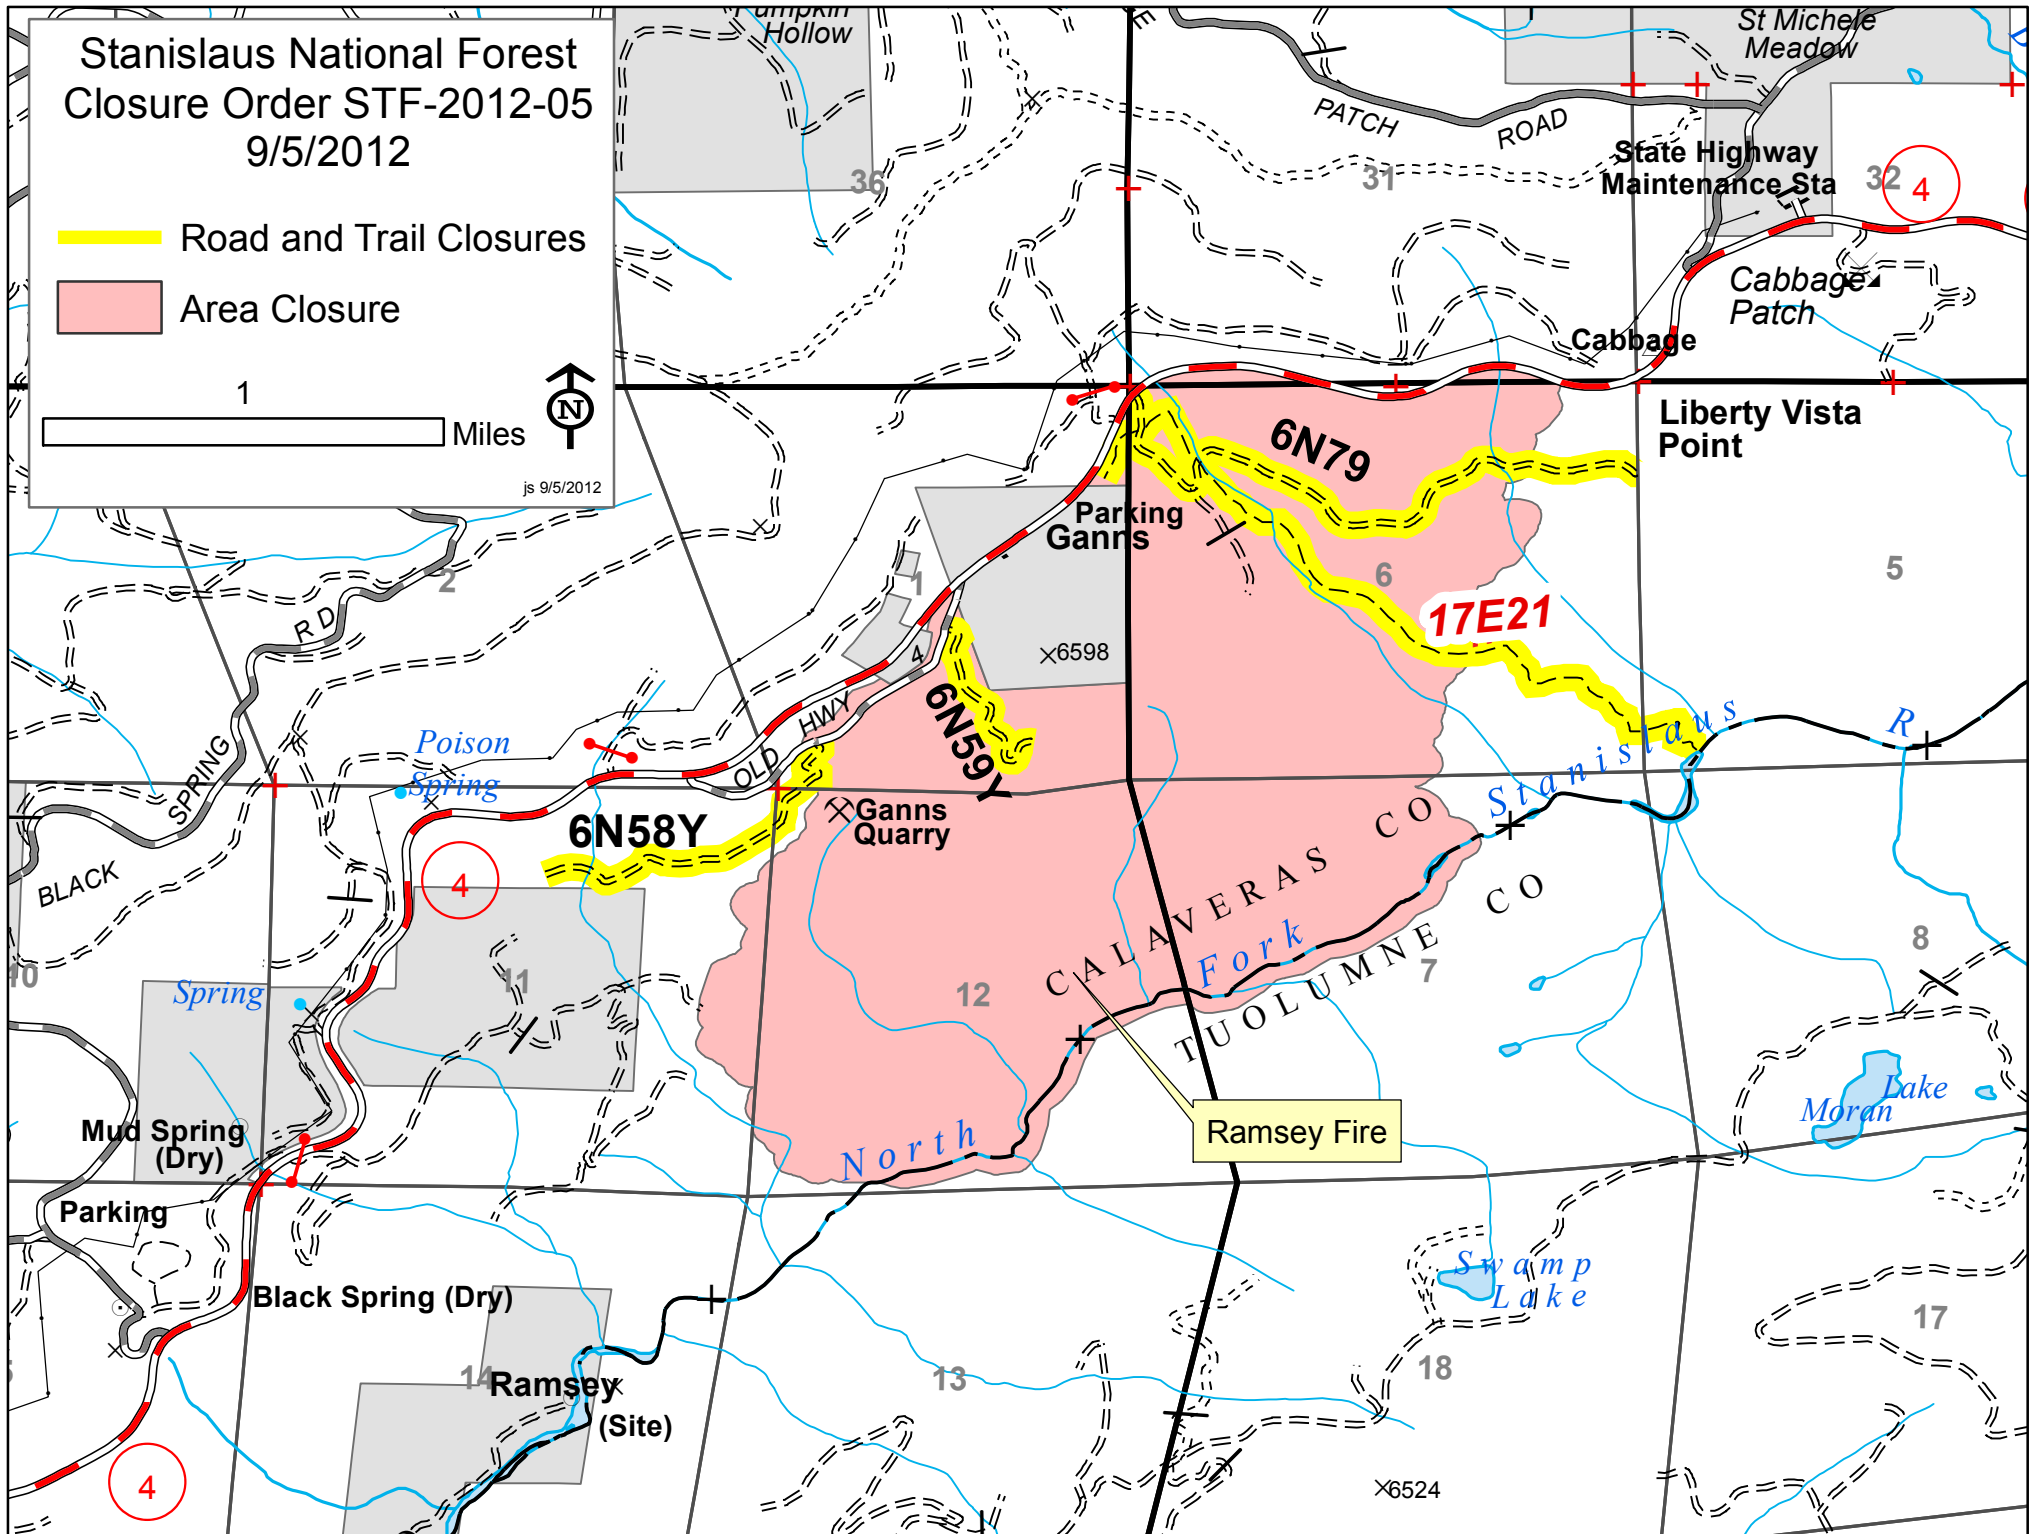 Stanislaus National Forest
Closure Order STF-2012-05
9/5/2012
Road and Trail Closures
Area Closure
1
Miles
N
js 9/5/2012
Pumpkin
Hollow
36
PATCH ROAD
31
St Michele
Meadow
State Highway
Maintenance Sta
32
4
Cabbage
Patch
Cabbage
Liberty Vista
Point
6N79
Parking
Ganns
6
5
17E21
2
1
RD
SPRING
BLACK
4
6598
OLD HWY
6N59Y
Poison
Spring
6N58Y
Ganns
Quarry
4
Stanislaus R
CALAVERAS CO
TUOLUMNE CO
Fork
North
10
11
12
7
8
Spring
Moran Lake
Ramsey Fire
Mud Spring
(Dry)
Parking
Black Spring (Dry)
Swamp
Lake
17
14
13
18
Ramsey
(Site)
4
6524